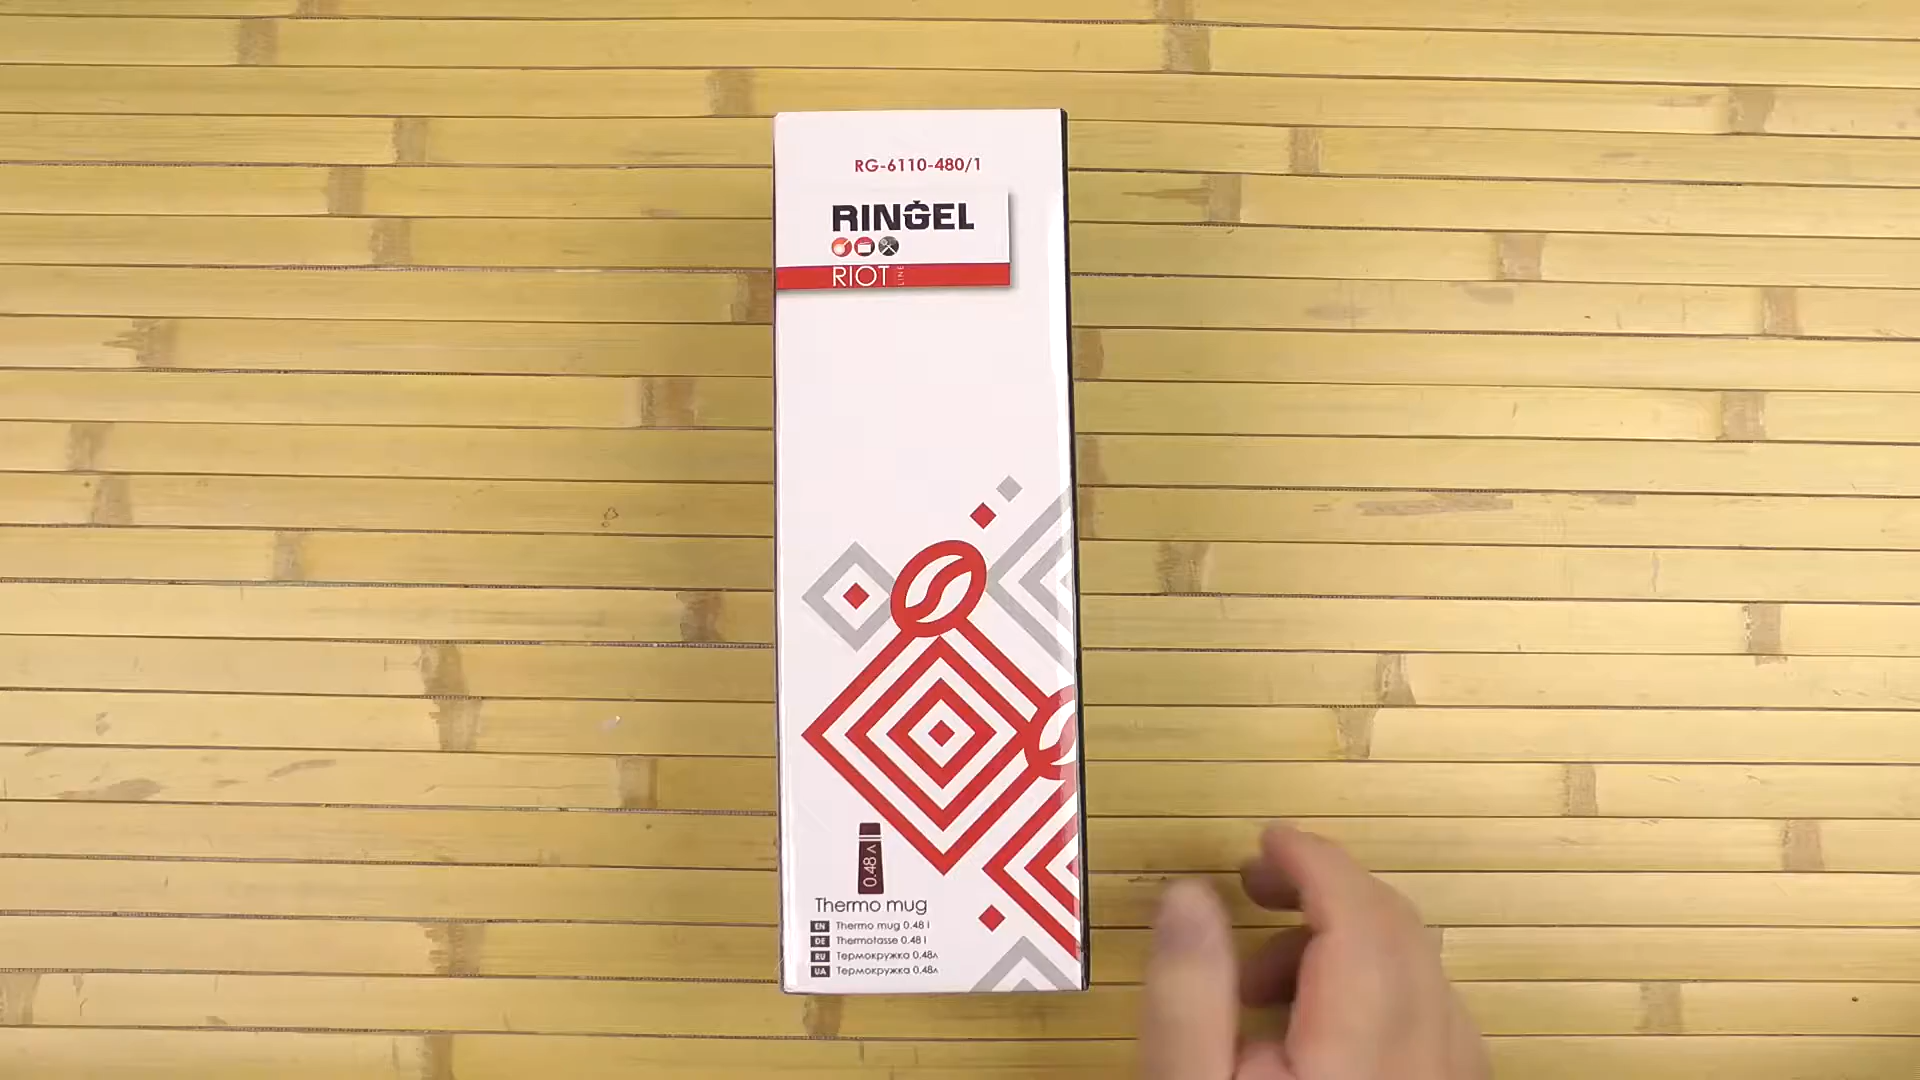 RG-6110-480/1
RINGEL
RIOT LINE
0.48 л
Thermo mug
EN Thermo mug 0.48 l
DE Thermotasse 0.48 l
RU Термокружка 0.48л
UA Термокружка 0.48л